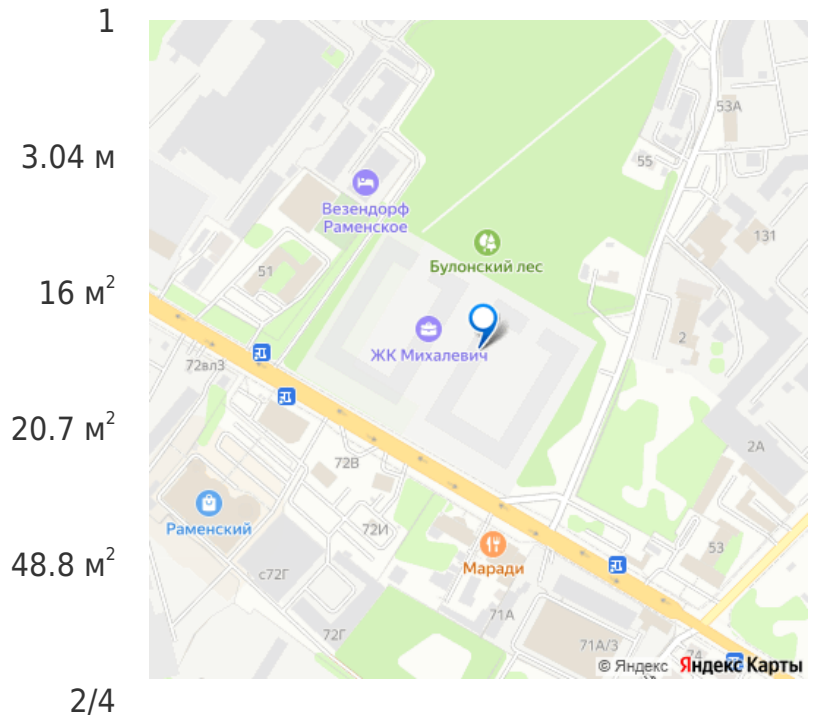 1
3.04 м
16 м²
20.7 м²
48.8 м²
2/4
53А
55
Везендорф
Раменское
131
Булонский лес
51
2
ЖК Михалевич
72вл3
2А
72В
Раменский
72И
53
Маради
с72Г
71А
72Г
71А/3
74
© Яндекс Яндекс Карты